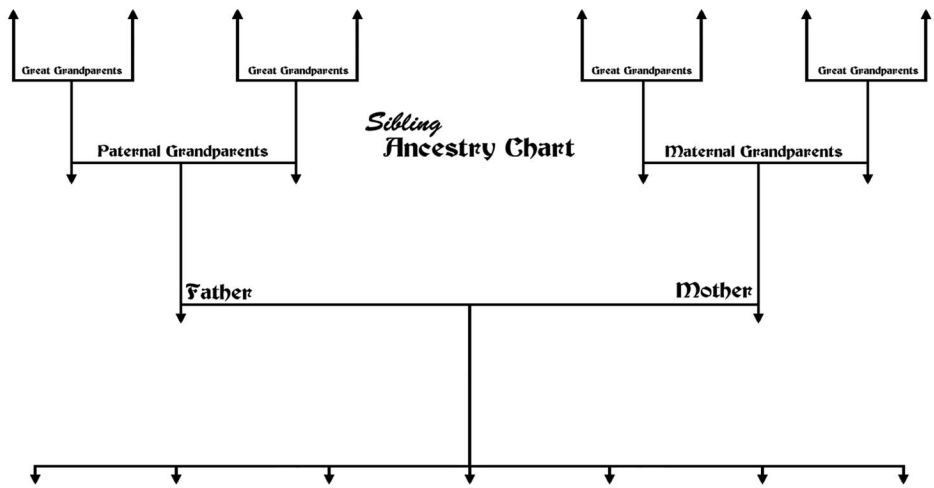 Great Grandparents
Great Grandparents
Great Grandparents
Great Grandparents
Sibling
Ancestry Chart
Paternal Grandparents
Maternal Grandparents
Father
Mother